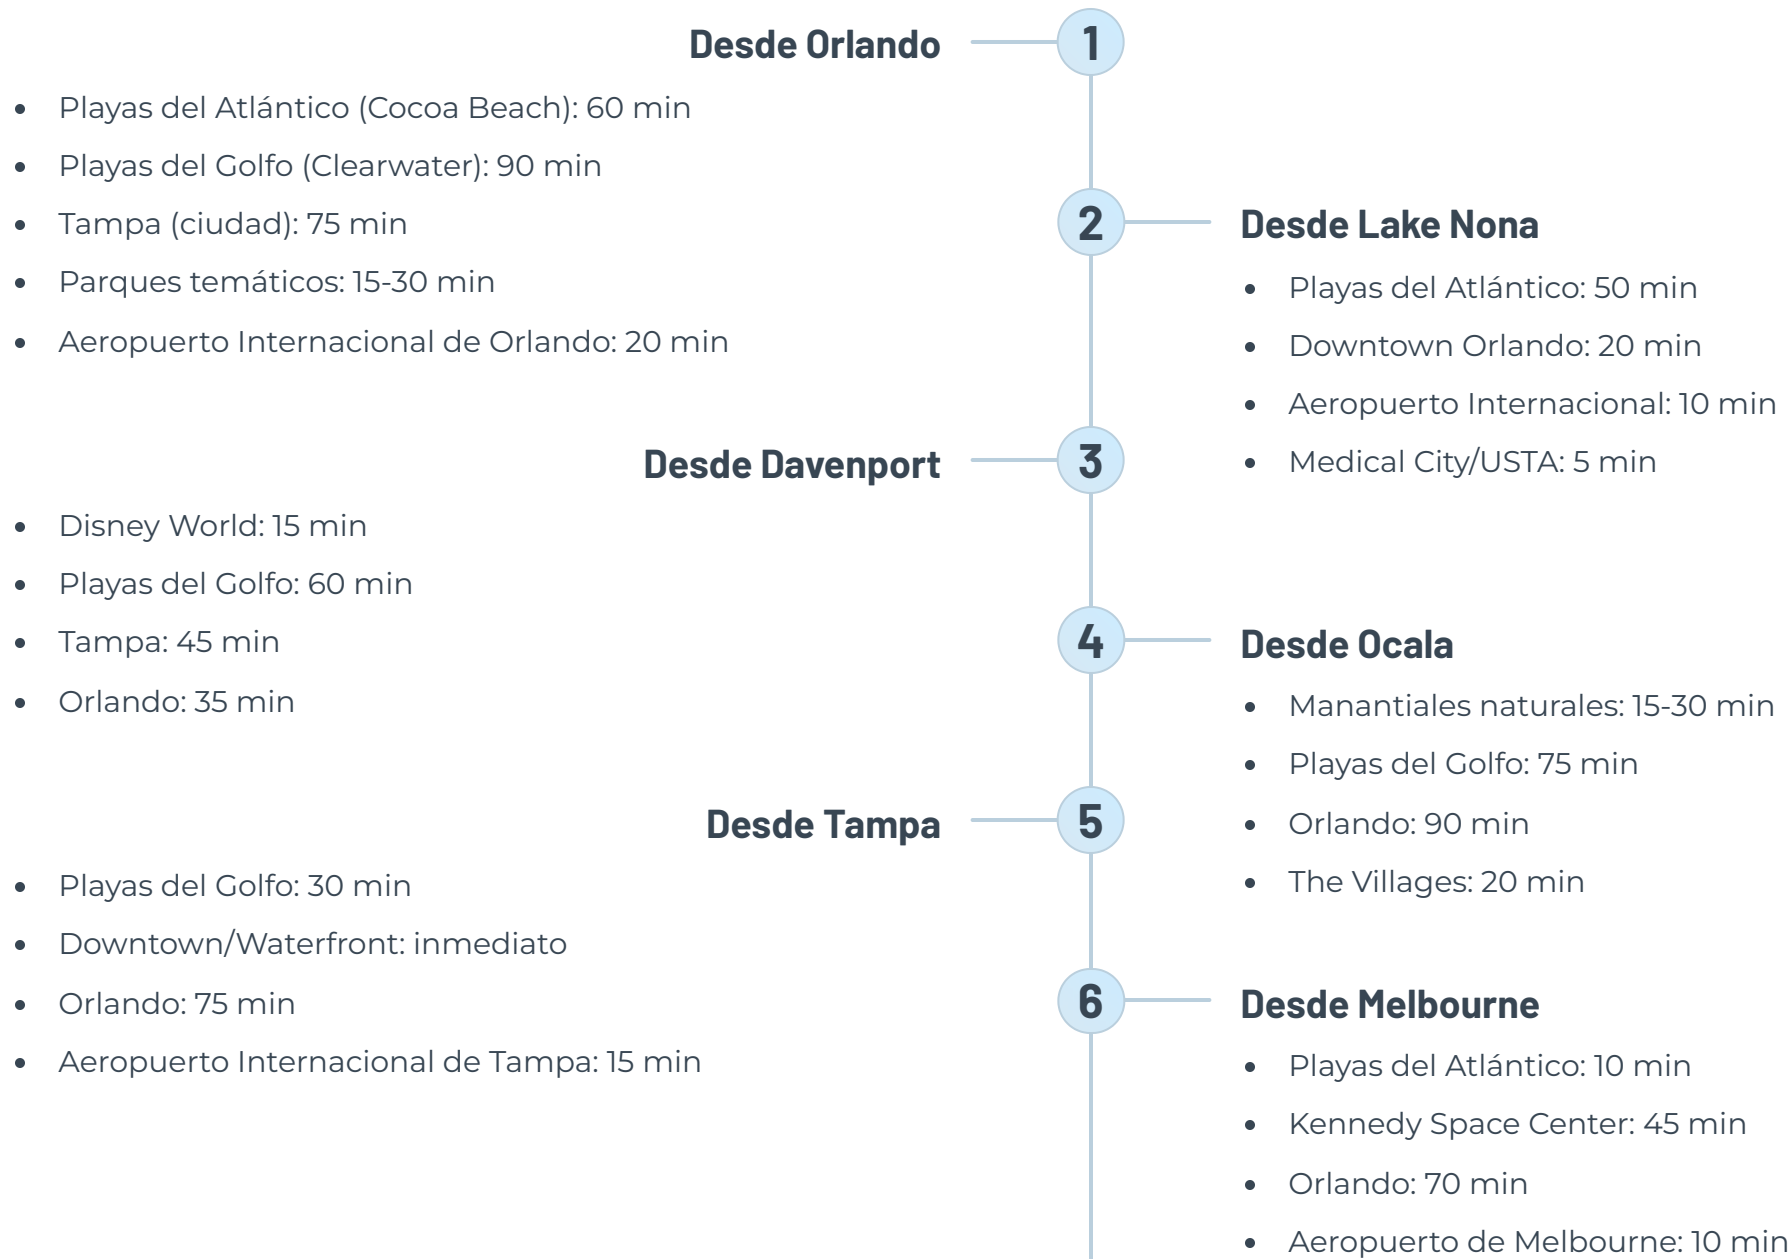 Desde Orlando
1
Playas del Atlántico (Cocoa Beach): 60 min
Playas del Golfo (Clearwater): 90 min
Tampa (ciudad): 75 min
Parques temáticos: 15-30 min
Aeropuerto Internacional de Orlando: 20 min
2
Desde Lake Nona
Playas del Atlántico: 50 min
Downtown Orlando: 20 min
Aeropuerto Internacional: 10 min
Medical City/USTA: 5 min
Desde Davenport
3
Disney World: 15 min
Playas del Golfo: 60 min
Tampa: 45 min
Orlando: 35 min
4
Desde Ocala
Manantiales naturales: 15-30 min
Playas del Golfo: 75 min
Orlando: 90 min
The Villages: 20 min
Desde Tampa
5
Playas del Golfo: 30 min
Downtown/Waterfront: inmediato
Orlando: 75 min
Aeropuerto Internacional de Tampa: 15 min
6
Desde Melbourne
Playas del Atlántico: 10 min
Kennedy Space Center: 45 min
Orlando: 70 min
Aeropuerto de Melbourne: 10 min